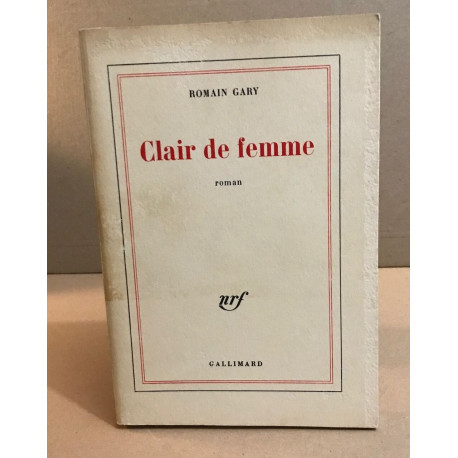 ROMAIN GARY
Clair de femme
roman
nrf
GALLIMARD